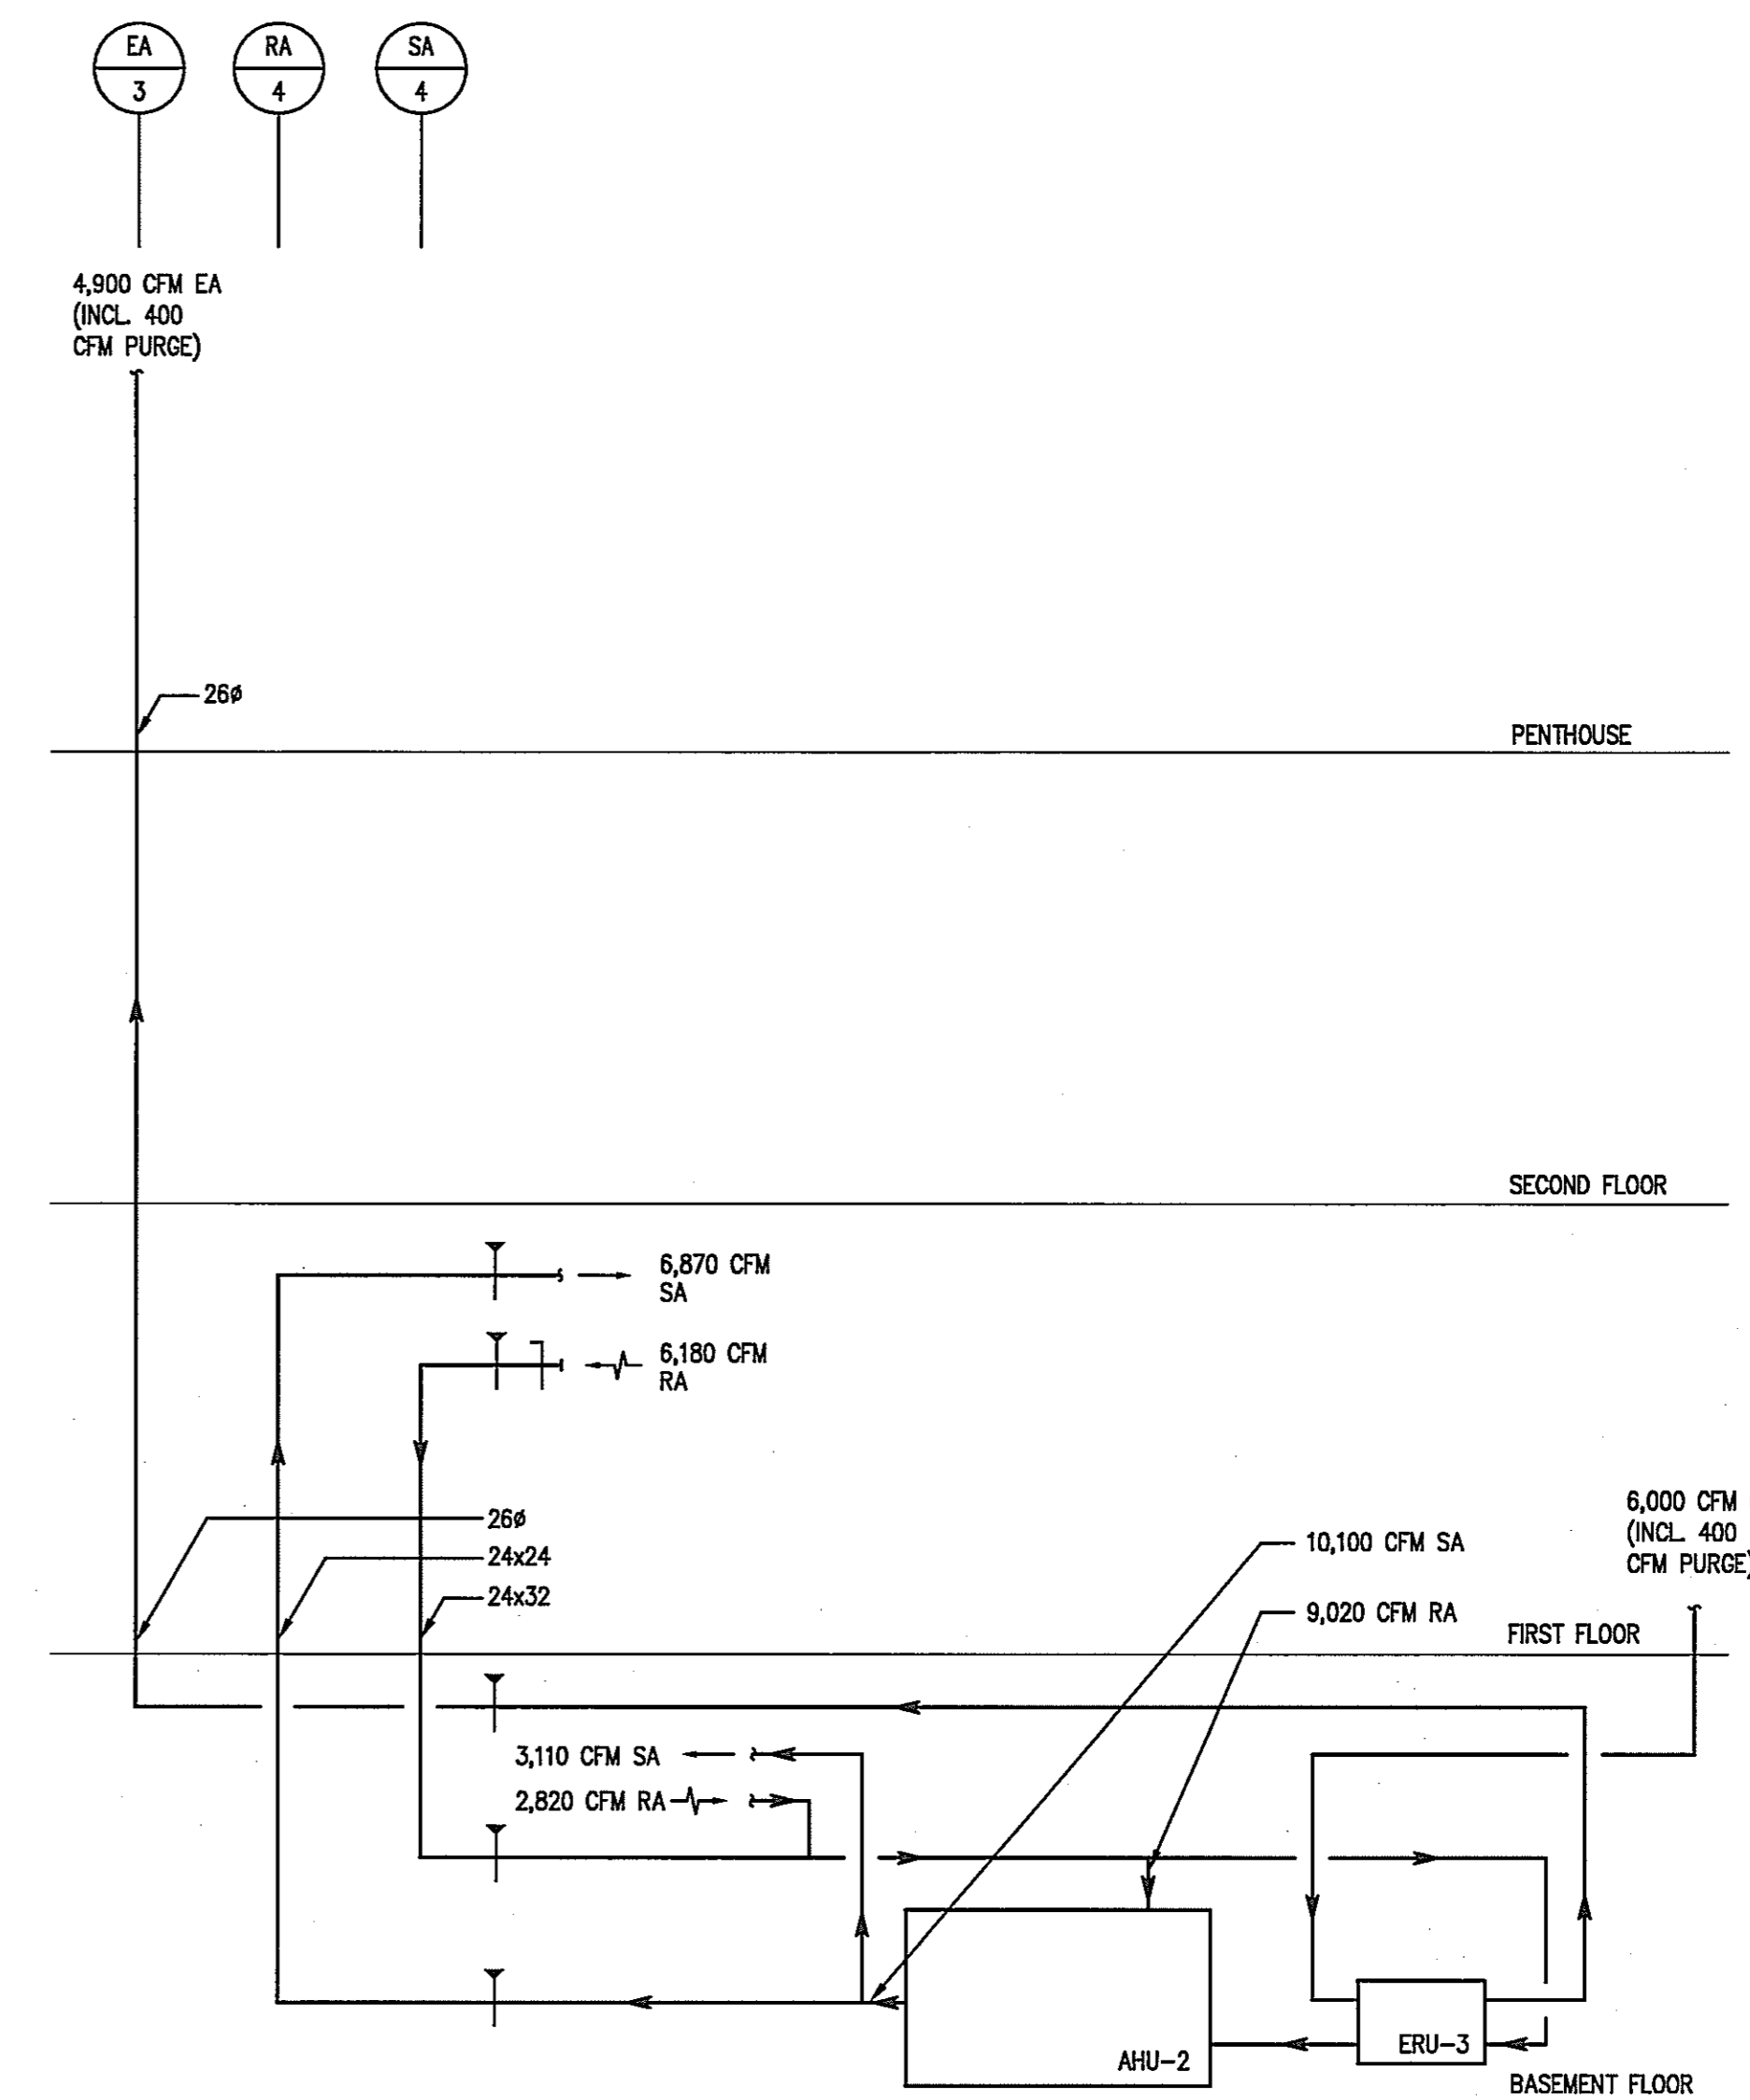 EA
3
RA
4
SA
4
4,900 CFM EA
(INCL. 400
CFM PURGE)
26ø
PENTHOUSE
SECOND FLOOR
6,870 CFM
SA
6,180 CFM
RA
6,000 CFM
(INCL. 400
CFM PURGE)
26ø
24x24
24x32
10,100 CFM SA
9,020 CFM RA
FIRST FLOOR
3,110 CFM SA
2,820 CFM RA
AHU-2
ERU-3
BASEMENT FLOOR